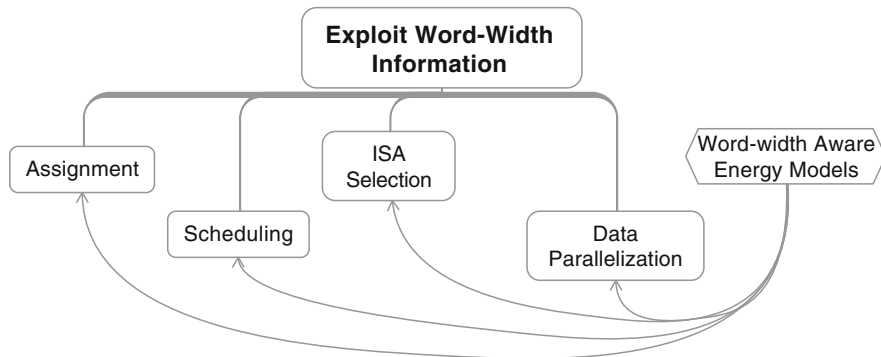 Exploit Word-Width
Information
Assignment
ISA
Selection
Word-width Aware
Energy Models
Scheduling
Data
Parallelization